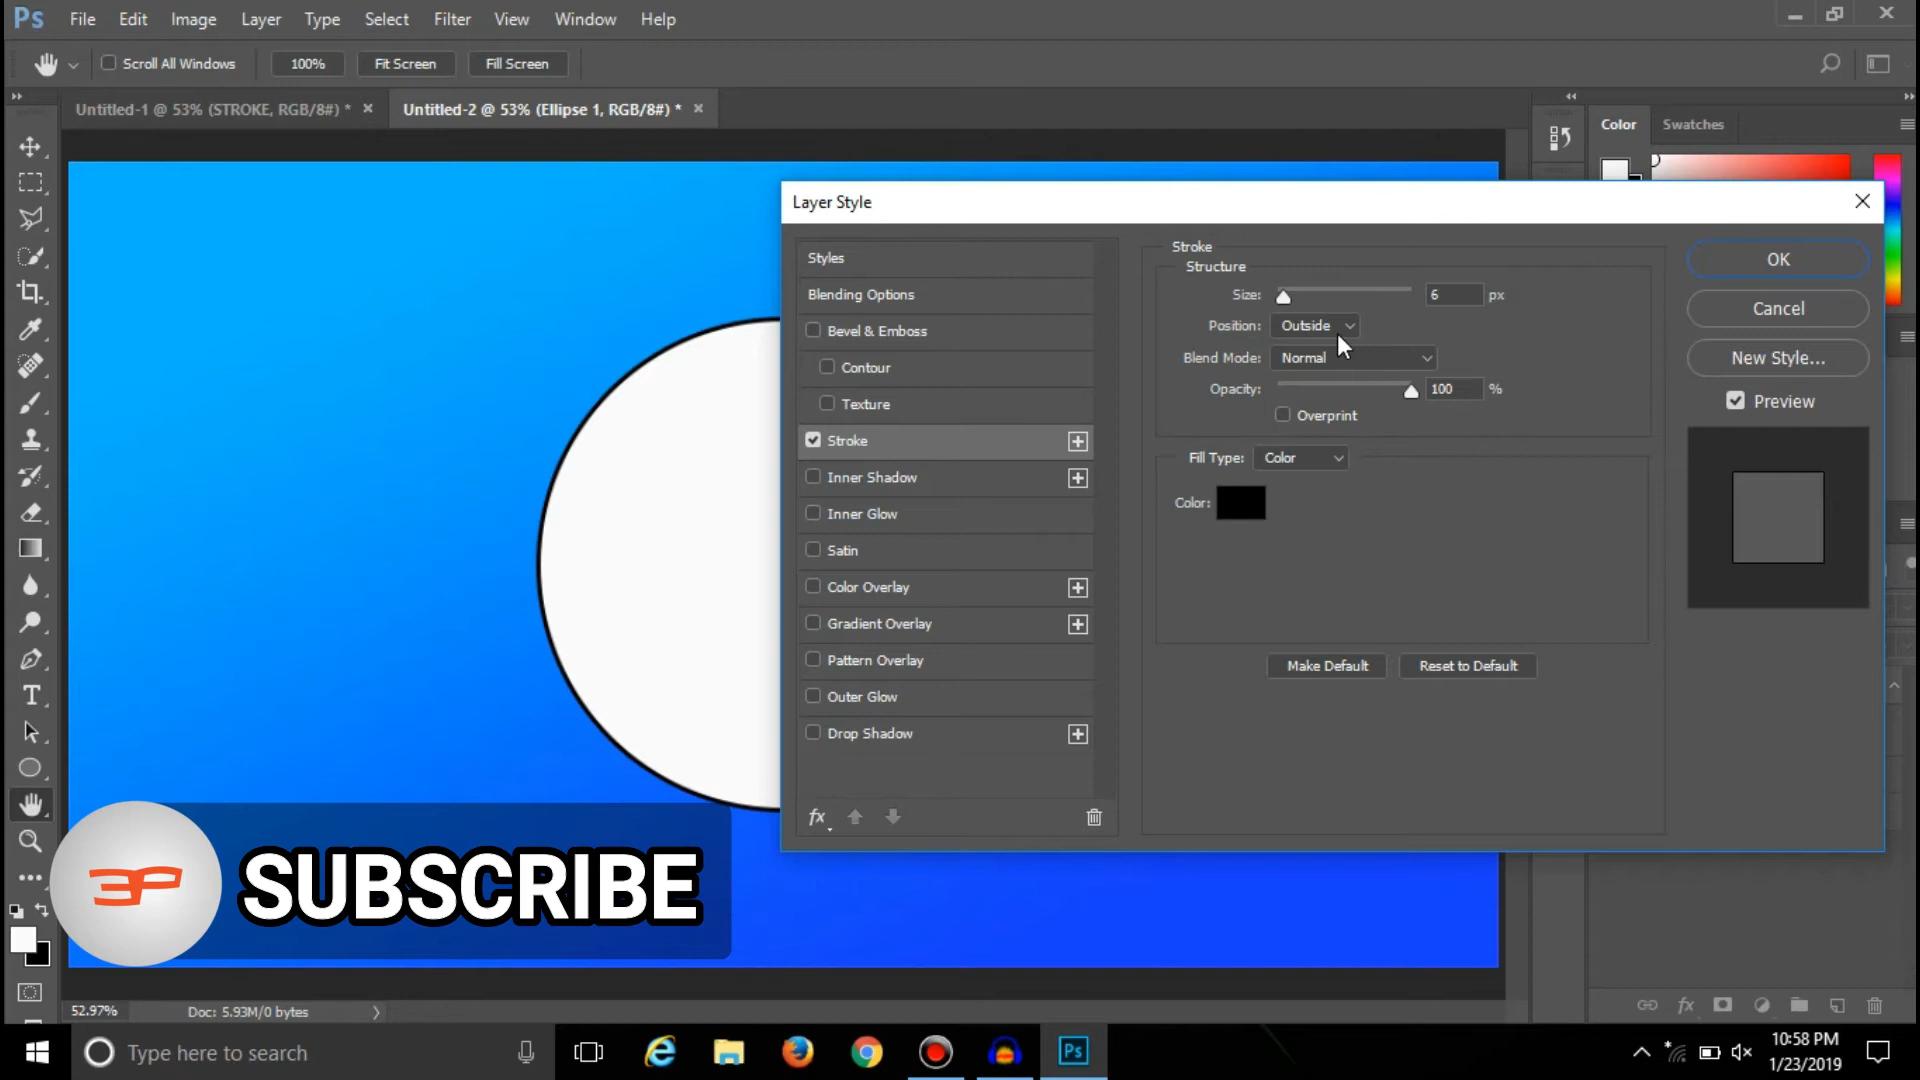 Ps File Edit Image Layer Type Select Filter View Window Help
Scroll All Windows 100% Fit Screen Fill Screen
Untitled-1 @ 53% (STROKE, RGB/8#) * × Untitled-2 @ 53% (Ellipse 1, RGB/8#) * ×
Color Swatches
Layer Style
Styles
Blending Options
Bevel & Emboss
Contour
Texture
Stroke
Inner Shadow
Inner Glow
Satin
Color Overlay
Gradient Overlay
Pattern Overlay
Outer Glow
Drop Shadow
fx
Stroke
Structure
Size: 6 px
Position: Outside
Blend Mode: Normal
Opacity: 100 %
Overprint
Fill Type: Color
Color:
Make Default Reset to Default
OK
Cancel
New Style...
Preview
T
SUBSCRIBE
52.97% Doc: 5.93M/0 bytes
fx
Type here to search
Ps
10:58 PM
1/23/2019